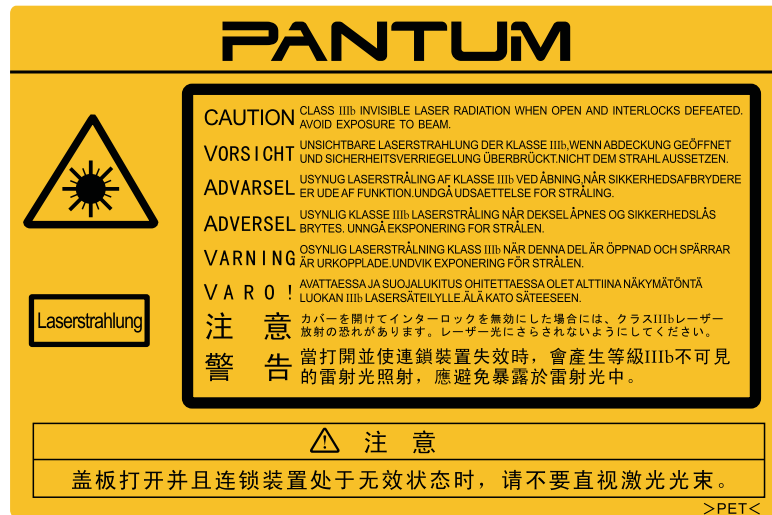 PANTUM
CAUTION CLASS IIIb INVISIBLE LASER RADIATION WHEN OPEN AND INTERLOCKS DEFEATED.
AVOID EXPOSURE TO BEAM.
VORSICHT UNSICHTBARE LASERSTRAHLUNG DER KLASSE IIIb,WENN ABDECKUNG GEÖFFNET
UND SICHERHEITSVERRIEGELUNG ÜBERBRÜCKT.NICHT DEM STRAHL AUSSETZEN.
ADVARSEL USYNUG LASERSTRÅLING AF KLASSE IIIb VED ÅBNING,NÅR SIKKERHEDSAFBRYDERE
ER UDE AF FUNKTION.UNDGÅ UDSAETTELSE FOR STRÅLING.
ADVERSEL USYNLIG KLASSE IIIb LASERSTRÅLING NÅR DEKSEL ÅPNES OG SIKKERHEDSLÅS
BRYTES. UNNGÅ EKSPONERING FOR STRÅLEN.
VARNING OSYNLIG LASERSTRÅLNING KLASS IIIb NÄR DENNA DEL ÄR ÖPPNAD OCH SPÄRRAR
ÄR URKOPPLADE.UNDVIK EXPONERING FÖR STRÅLEN.
VARO! AVATTAESSA JA SUOJALUKITUS OHITETTAESSA OLET ALTTIINA NÄKYMÄTÖNTÄ
LUOKAN IIIb LASERSÄTEILYLLE.ÄLÄ KATO SÄTEESEEN.
注 意 カバーを開けてインターロックを無効にした場合には、クラスIIIbレーザー
放射の恐れがあります。レーザー光にさらされないようにしてください。
警 告 當打開並使連鎖裝置失效時，會產生等級IIIb不可見
的雷射光照射，應避免暴露於雷射光中。
Laserstrahlung
注 意
盖板打开并且连锁装置处于无效状态时，请不要直视激光光束。
>PET<